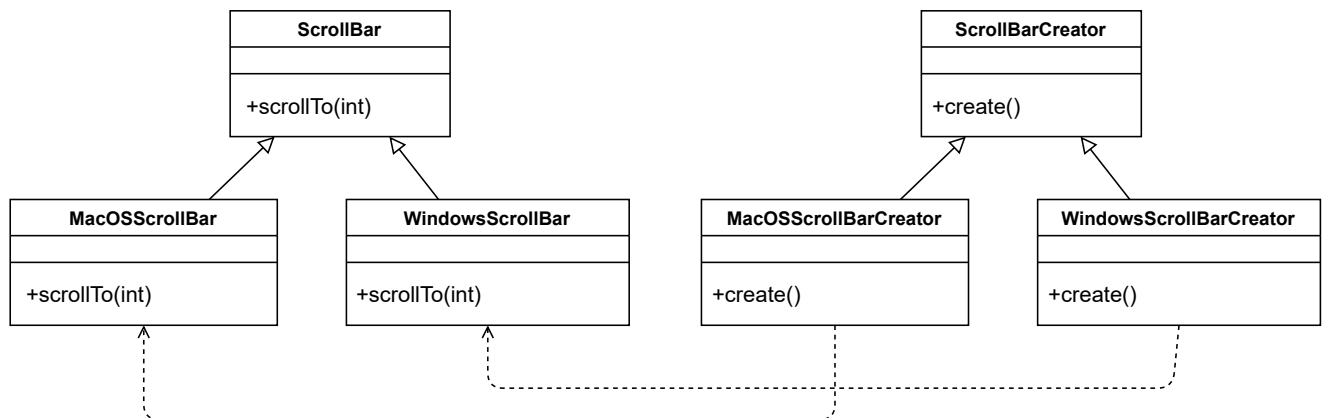 ScrollBar
+scrollTo(int)
ScrollBarCreator
+create()
MacOSScrollBar
+scrollTo(int)
WindowsScrollBar
+scrollTo(int)
MacOSScrollBarCreator
+create()
WindowsScrollBarCreator
+create()